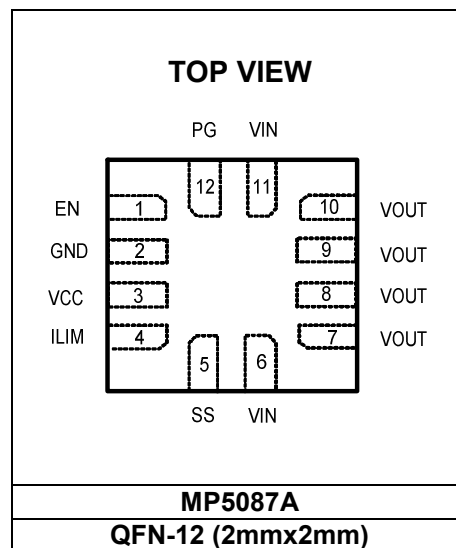 TOP VIEW
PG VIN
12 11
EN 1 10 VOUT
GND 2 9 VOUT
VCC 3 8 VOUT
ILIM 4 7 VOUT
5 6
SS VIN
MP5087A
QFN-12 (2mmx2mm)